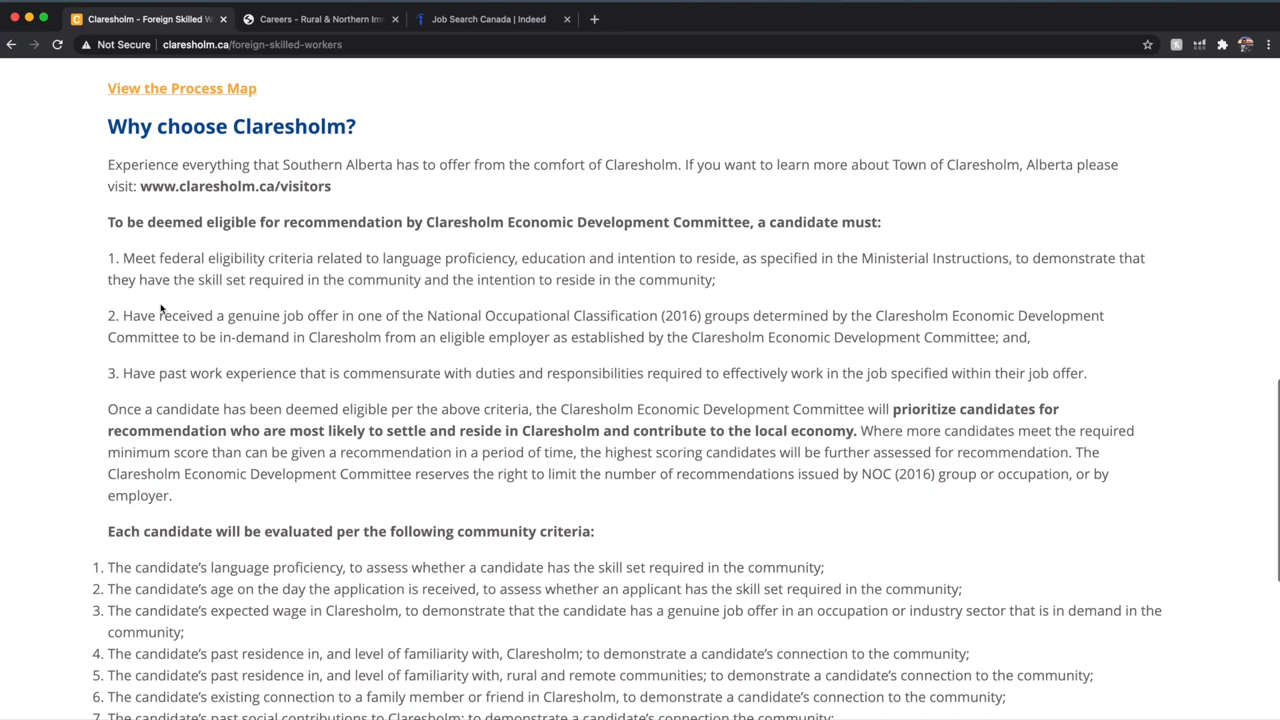 Claresholm - Foreign Skilled W
Careers - Rural & Northern Im
Job Search Canada | Indeed
Not Secure | claresholm.ca/foreign-skilled-workers
View the Process Map
Why choose Claresholm?
Experience everything that Southern Alberta has to offer from the comfort of Claresholm. If you want to learn more about Town of Claresholm, Alberta please
visit: www.claresholm.ca/visitors
To be deemed eligible for recommendation by Claresholm Economic Development Committee, a candidate must:
1. Meet federal eligibility criteria related to language proficiency, education and intention to reside, as specified in the Ministerial Instructions, to demonstrate that
they have the skill set required in the community and the intention to reside in the community;
2. Have received a genuine job offer in one of the National Occupational Classification (2016) groups determined by the Claresholm Economic Development
Committee to be in-demand in Claresholm from an eligible employer as established by the Claresholm Economic Development Committee; and,
3. Have past work experience that is commensurate with duties and responsibilities required to effectively work in the job specified within their job offer.
Once a candidate has been deemed eligible per the above criteria, the Claresholm Economic Development Committee will prioritize candidates for
recommendation who are most likely to settle and reside in Claresholm and contribute to the local economy. Where more candidates meet the required
minimum score than can be given a recommendation in a period of time, the highest scoring candidates will be further assessed for recommendation. The
Claresholm Economic Development Committee reserves the right to limit the number of recommendations issued by NOC (2016) group or occupation, or by
employer.
Each candidate will be evaluated per the following community criteria:
1. The candidate's language proficiency, to assess whether a candidate has the skill set required in the community;
2. The candidate's age on the day the application is received, to assess whether an applicant has the skill set required in the community;
3. The candidate's expected wage in Claresholm, to demonstrate that the candidate has a genuine job offer in an occupation or industry sector that is in demand in the
community;
4. The candidate's past residence in, and level of familiarity with, Claresholm; to demonstrate a candidate's connection to the community;
5. The candidate's past residence in, and level of familiarity with, rural and remote communities; to demonstrate a candidate's connection to the community;
6. The candidate's existing connection to a family member or friend in Claresholm, to demonstrate a candidate's connection to the community;
7. The candidate's past social contributions to Claresholm; to demonstrate a candidate's connection the community;